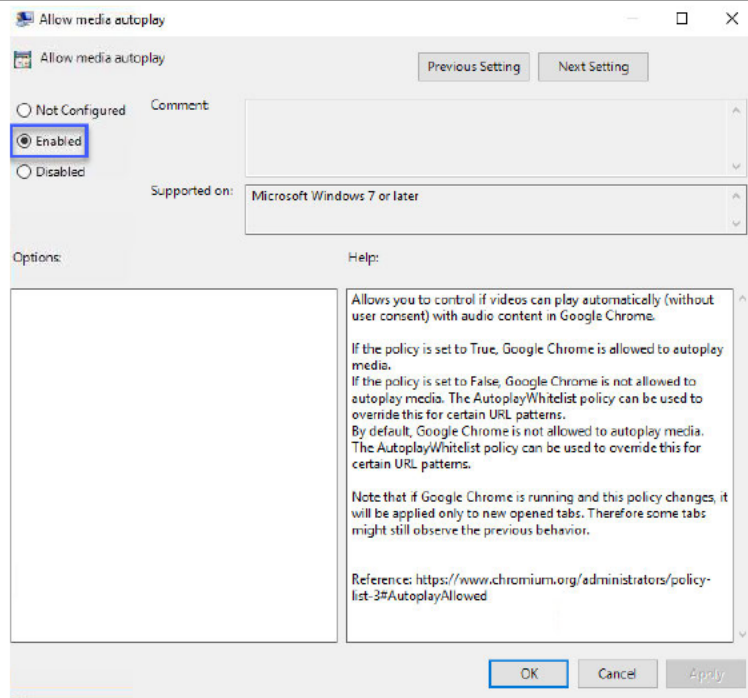 Allow media autoplay
Allow media autoplay
Previous Setting
Next Setting
Not Configured
Comment:
Enabled
Disabled
Supported on:
Microsoft Windows 7 or later
Options:
Help:
Allows you to control if videos can play automatically (without
user consent) with audio content in Google Chrome.
If the policy is set to True, Google Chrome is allowed to autoplay
media.
If the policy is set to False, Google Chrome is not allowed to
autoplay media. The AutoplayWhitelist policy can be used to
override this for certain URL patterns.
By default, Google Chrome is not allowed to autoplay media.
The AutoplayWhitelist policy can be used to override this for
certain URL patterns.
Note that if Google Chrome is running and this policy changes, it
will be applied only to new opened tabs. Therefore some tabs
might still observe the previous behavior.
Reference: https://www.chromium.org/administrators/policy-
list-3#AutoplayAllowed
OK
Cancel
Apply